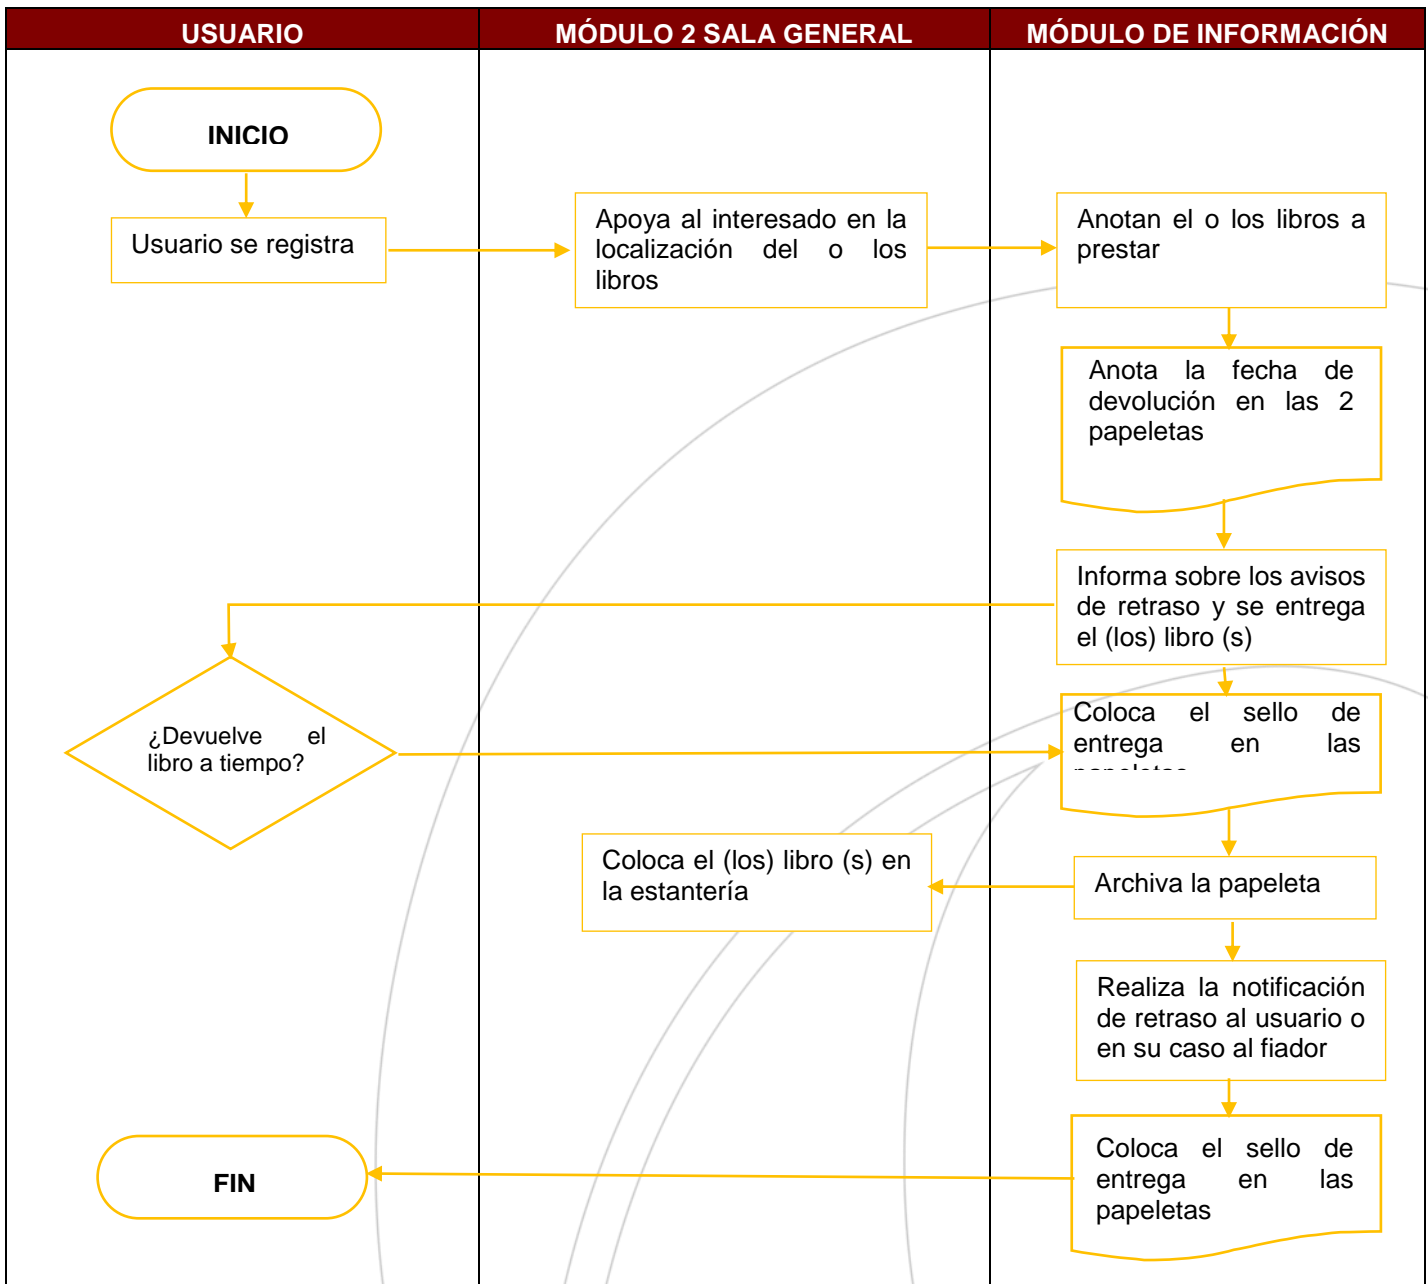 USUARIO
MÓDULO 2 SALA GENERAL
MÓDULO DE INFORMACIÓN
INICIO
Usuario se registra
Apoya al interesado en la
localización del o los
libros
Anotan el o los libros a
prestar
Anota la fecha de
devolución en las 2
papeletas
Informa sobre los avisos
de retraso y se entrega
el (los) libro (s)
¿Devuelve el
libro a tiempo?
Coloca el sello de
entrega en las
papeletas
Coloca el (los) libro (s) en
la estantería
Archiva la papeleta
Realiza la notificación
de retraso al usuario o
en su caso al fiador
Coloca el sello de
entrega en las
papeletas
FIN